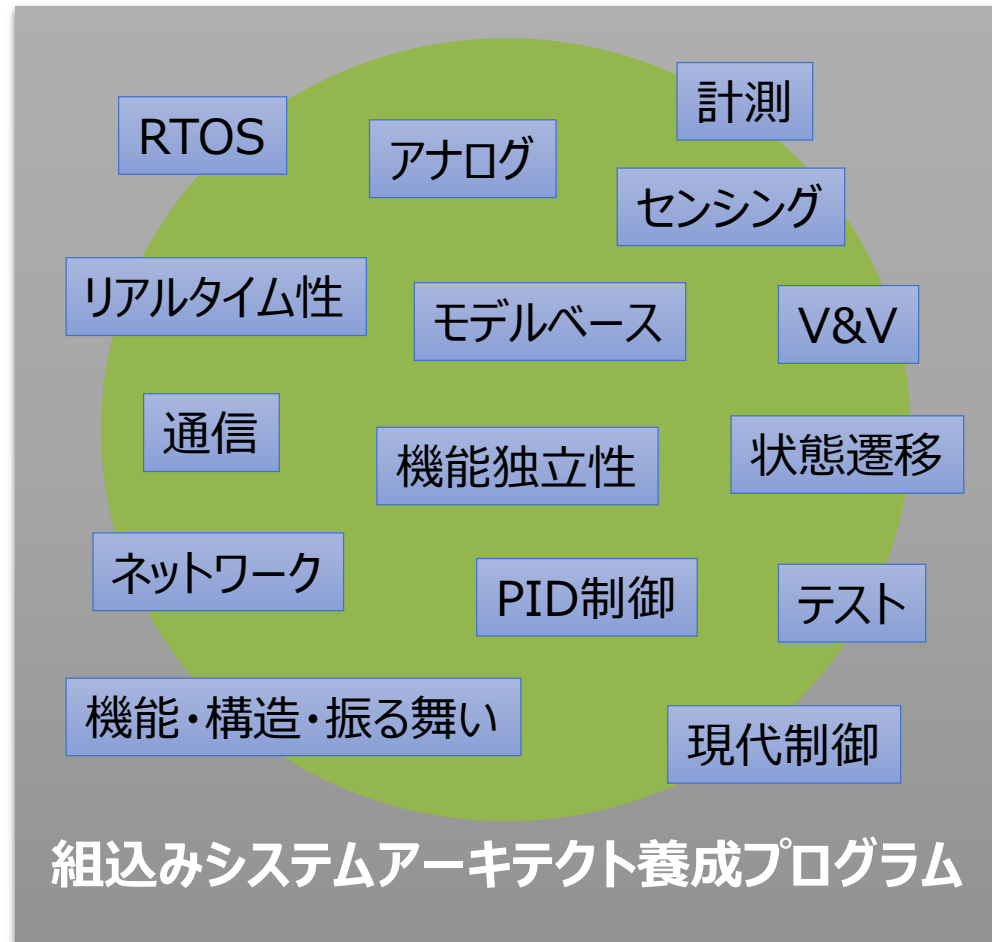 RTOS
アナログ
計測
センシング
リアルタイム性
モデルベース
V&V
通信
機能独立性
状態遷移
ネットワーク
PID制御
テスト
機能・構造・振る舞い
現代制御
組込みシステムアーキテクト養成プログラム